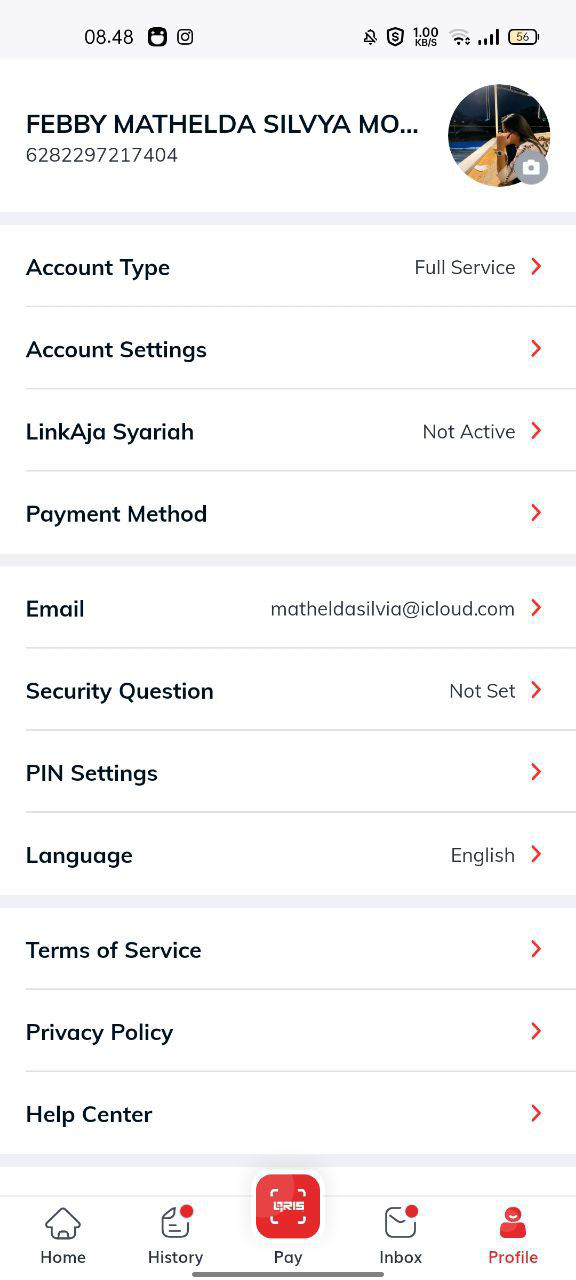 08.48 1.00 KB/S 56
FEBBY MATHELDA SILVYA MO...
6282297217404
Account Type Full Service
Account Settings
LinkAja Syariah Not Active
Payment Method
Email matheldasilvia@icloud.com
Security Question Not Set
PIN Settings
Language English
Terms of Service
Privacy Policy
Help Center
QRIS
Home History Pay Inbox Profile